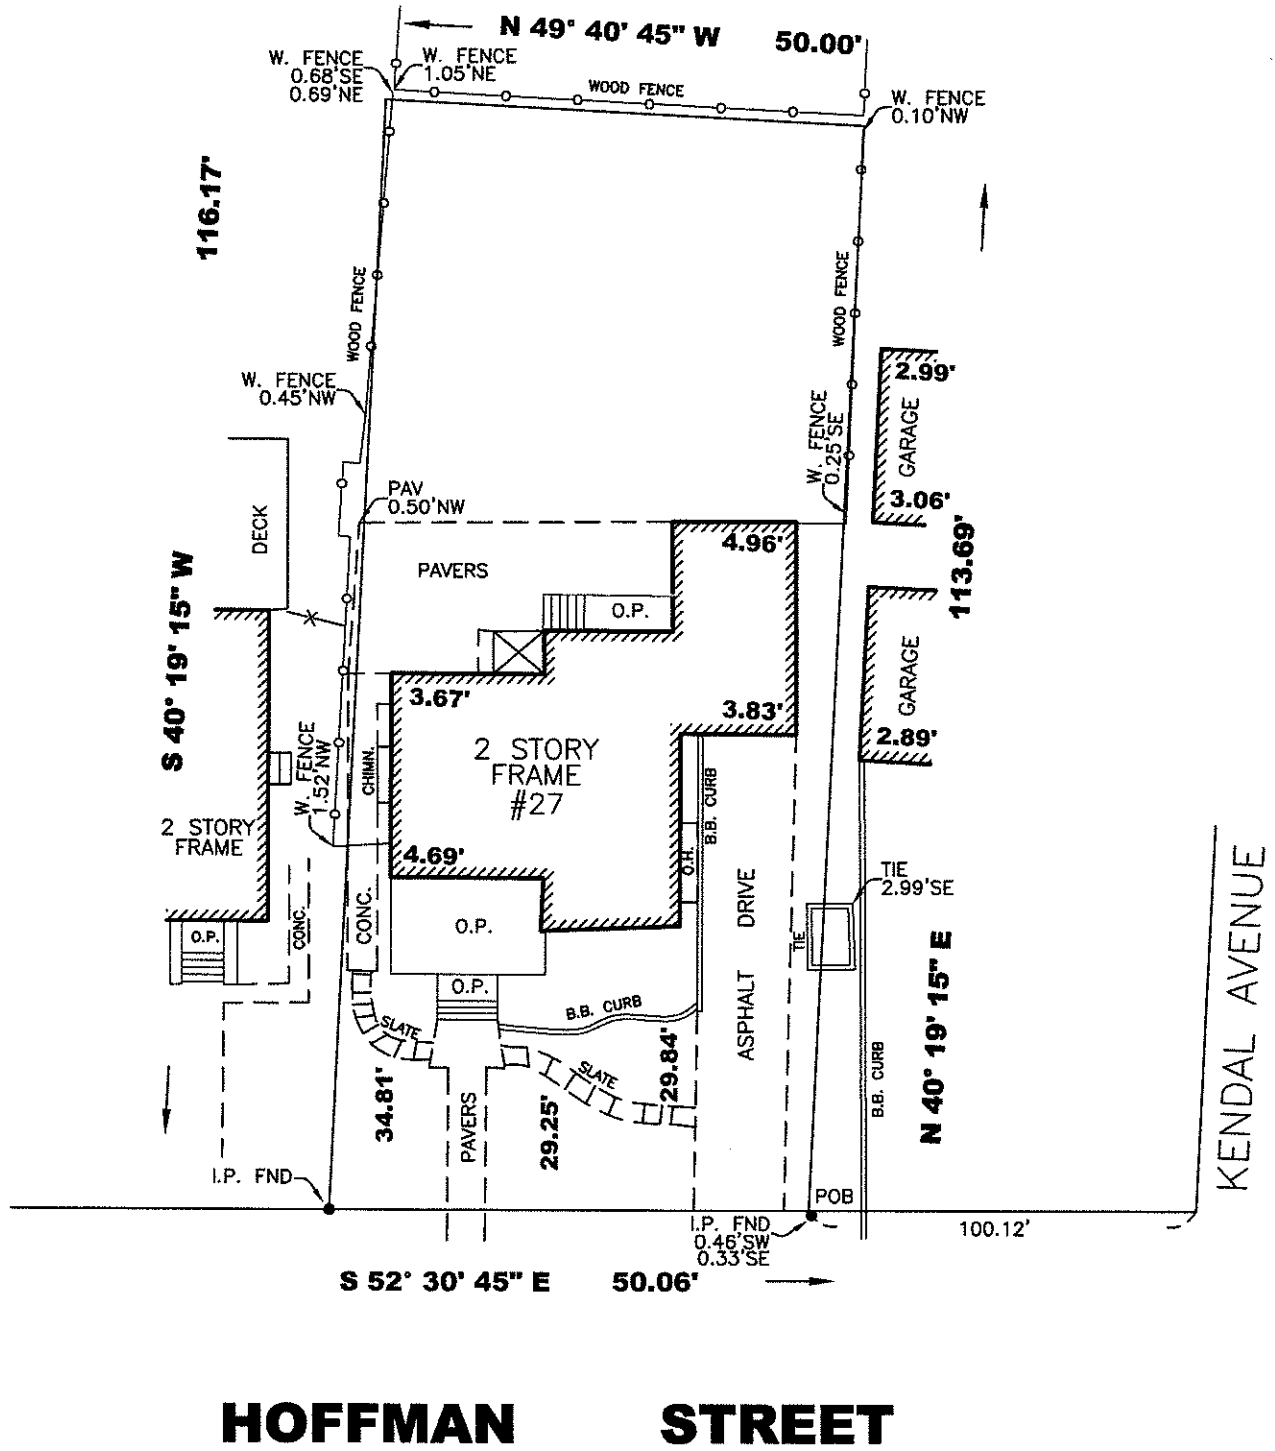 N 49° 40' 45" W 50.00'
W. FENCE
0.68'SE
0.69'NE
W. FENCE
1.05'NE
WOOD FENCE
W. FENCE
0.10'NW
116.17'
WOOD FENCE
WOOD FENCE
W. FENCE
0.45'NW
2.99'
GARAGE
3.06'
W. FENCE
0.25'SE
PAV
0.50'NW
DECK
4.96'
113.69'
PAVERS
O.P.
S 40° 19' 15" W
3.67'
3.83'
GARAGE
2.89'
2 STORY
FRAME
#27
CHIMN.
W. FENCE
1.52'NW
B.B. CURB
2 STORY
FRAME
4.69'
O.H.
TIE
2.99'SE
KENDAL AVENUE
ASPHALT DRIVE
CONC.
CONC.
O.P.
O.P.
TIE
N 40° 19' 15" E
O.P.
B.B. CURB
SLATE
SLATE
29.84'
34.81'
29.25'
PAVERS
B.B. CURB
I.P. FND
POB
I.P. FND
0.46'SW
0.33'SE
100.12'
S 52° 30' 45" E 50.06'
HOFFMAN STREET